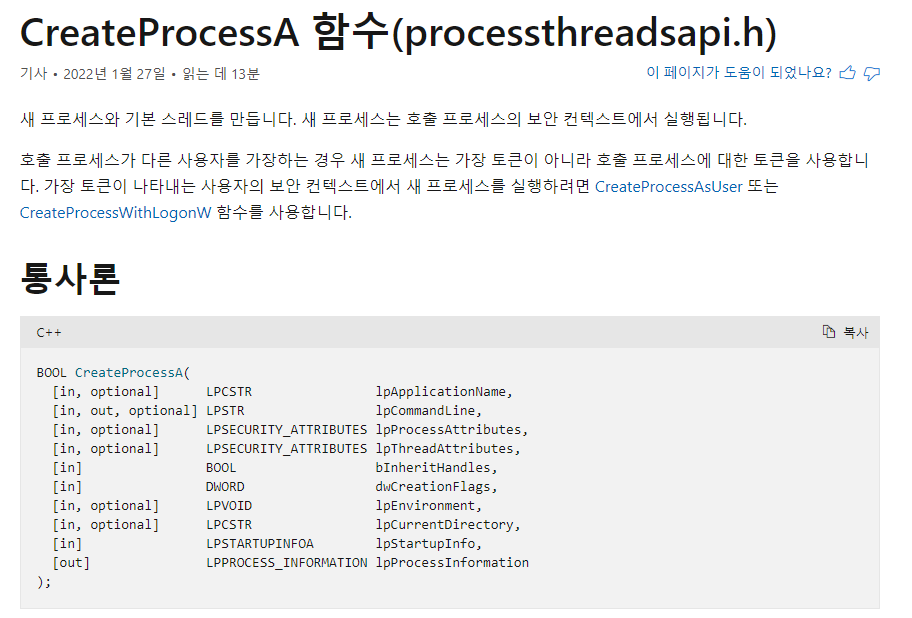 CreateProcessA 함수(processthreadsapi.h)
기사 • 2022년 1월 27일 • 읽는 데 13분
이 페이지가 도움이 되었나요?
새 프로세스와 기본 스레드를 만듭니다. 새 프로세스는 호출 프로세스의 보안 컨텍스트에서 실행됩니다.
호출 프로세스가 다른 사용자를 가장하는 경우 새 프로세스는 가장 토큰이 아니라 호출 프로세스에 대한 토큰을 사용합니
다. 가장 토큰이 나타내는 사용자의 보안 컨텍스트에서 새 프로세스를 실행하려면 CreateProcessAsUser 또는
CreateProcessWithLogonW 함수를 사용합니다.
통사론
C++
복사
BOOL CreateProcessA(
  [in, optional]      LPCSTR                lpApplicationName,
  [in, out, optional] LPSTR                 lpCommandLine,
  [in, optional]      LPSECURITY_ATTRIBUTES lpProcessAttributes,
  [in, optional]      LPSECURITY_ATTRIBUTES lpThreadAttributes,
  [in]                BOOL                  bInheritHandles,
  [in]                DWORD                 dwCreationFlags,
  [in, optional]      LPVOID                lpEnvironment,
  [in, optional]      LPCSTR                lpCurrentDirectory,
  [in]                LPSTARTUPINFOA        lpStartupInfo,
  [out]               LPPROCESS_INFORMATION lpProcessInformation
);